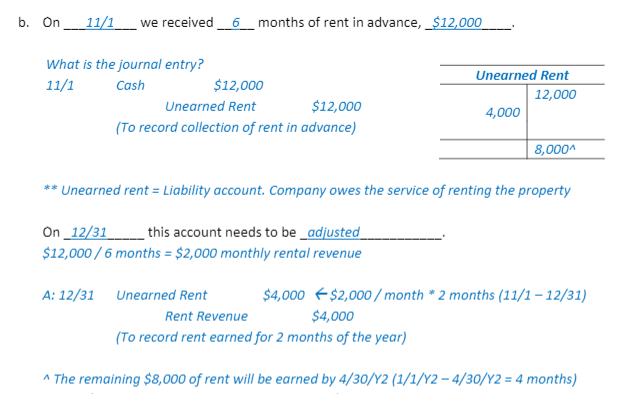 b. On ___11/1___ we received __6__ months of rent in advance, _$12,000____.
What is the journal entry?
11/1 Cash $12,000
Unearned Rent $12,000
(To record collection of rent in advance)
Unearned Rent
12,000
4,000
8,000^
** Unearned rent = Liability account. Company owes the service of renting the property
On _12/31_____ this account needs to be _adjusted____________.
$12,000 / 6 months = $2,000 monthly rental revenue
A: 12/31 Unearned Rent $4,000 ← $2,000 / month * 2 months (11/1 – 12/31)
Rent Revenue $4,000
(To record rent earned for 2 months of the year)
^ The remaining $8,000 of rent will be earned by 4/30/Y2 (1/1/Y2 – 4/30/Y2 = 4 months)